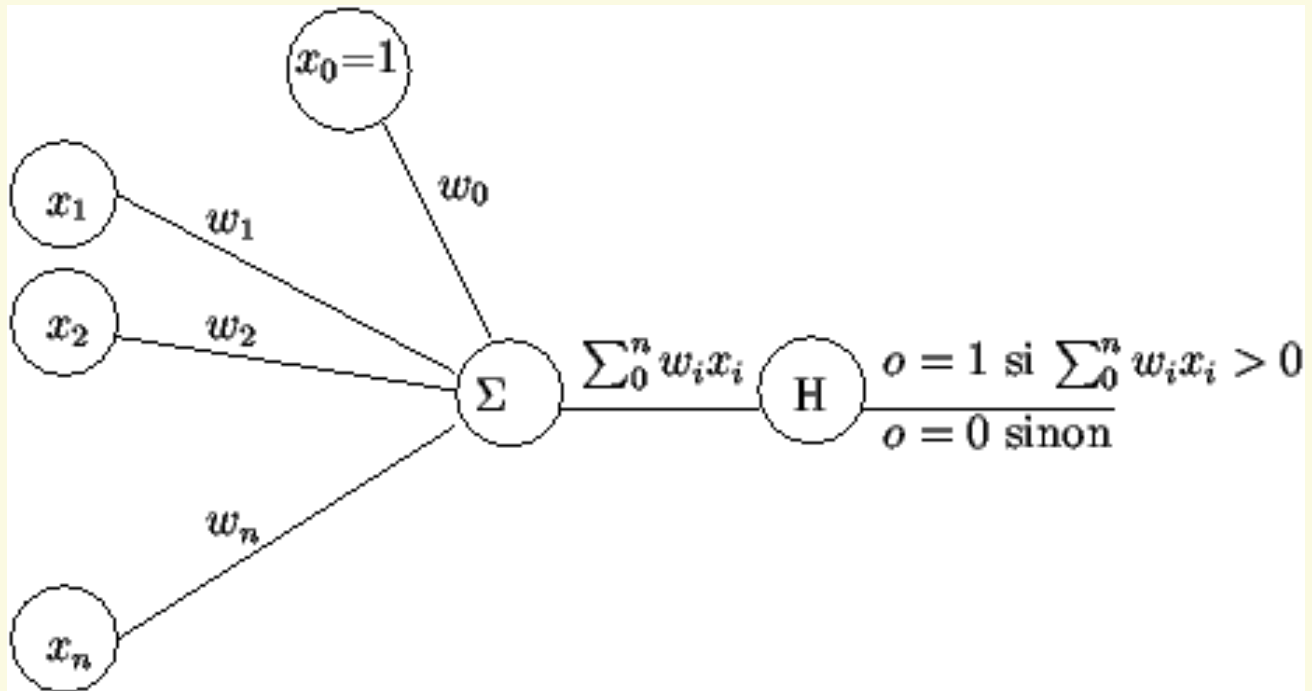 x₀=1
w₀
x₁
w₁
x₂
w₂
Σ
∑₀ⁿ wᵢxᵢ
H
o = 1 si ∑₀ⁿ wᵢxᵢ > 0
o = 0 sinon
wₙ
xₙ